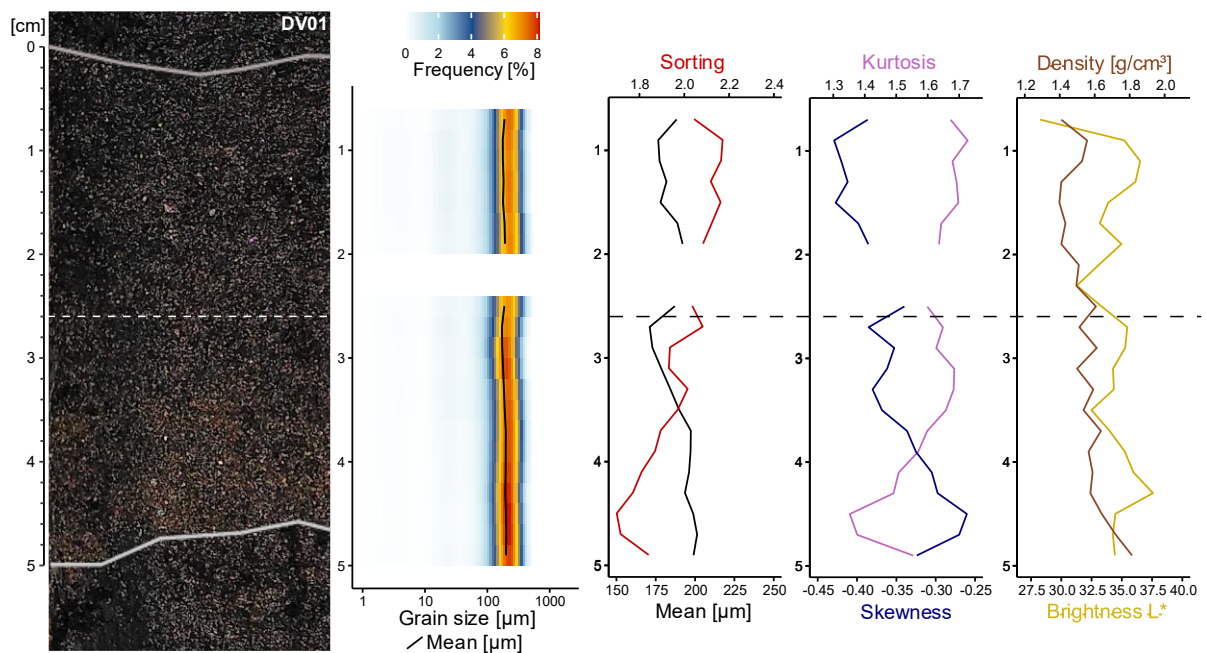 [cm]
DV01
0
1
2
3
4
5
0 2 4 6 8
Frequency [%]
1
2
3
4
5
1 10 100 1000
Grain size [µm]
Mean [µm]
Sorting
1.8 2.0 2.2 2.4
1
2
3
4
5
150 175 200 225 250
Mean [µm]
Kurtosis
1.3 1.4 1.5 1.6 1.7
1
2
3
4
5
-0.45 -0.40 -0.35 -0.30 -0.25
Skewness
Density [g/cm³]
1.2 1.4 1.6 1.8 2.0
1
2
3
4
5
27.5 30.0 32.5 35.0 37.5 40.0
Brightness L*